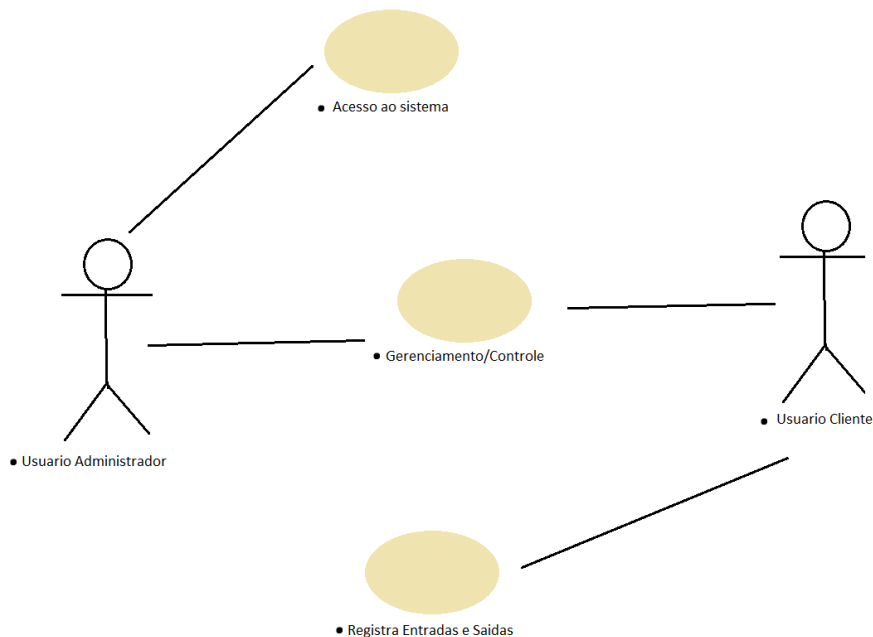 • Acesso ao sistema
• Gerenciamento/Controle
• Usuario Cliente
• Usuario Administrador
• Registra Entradas e Saidas